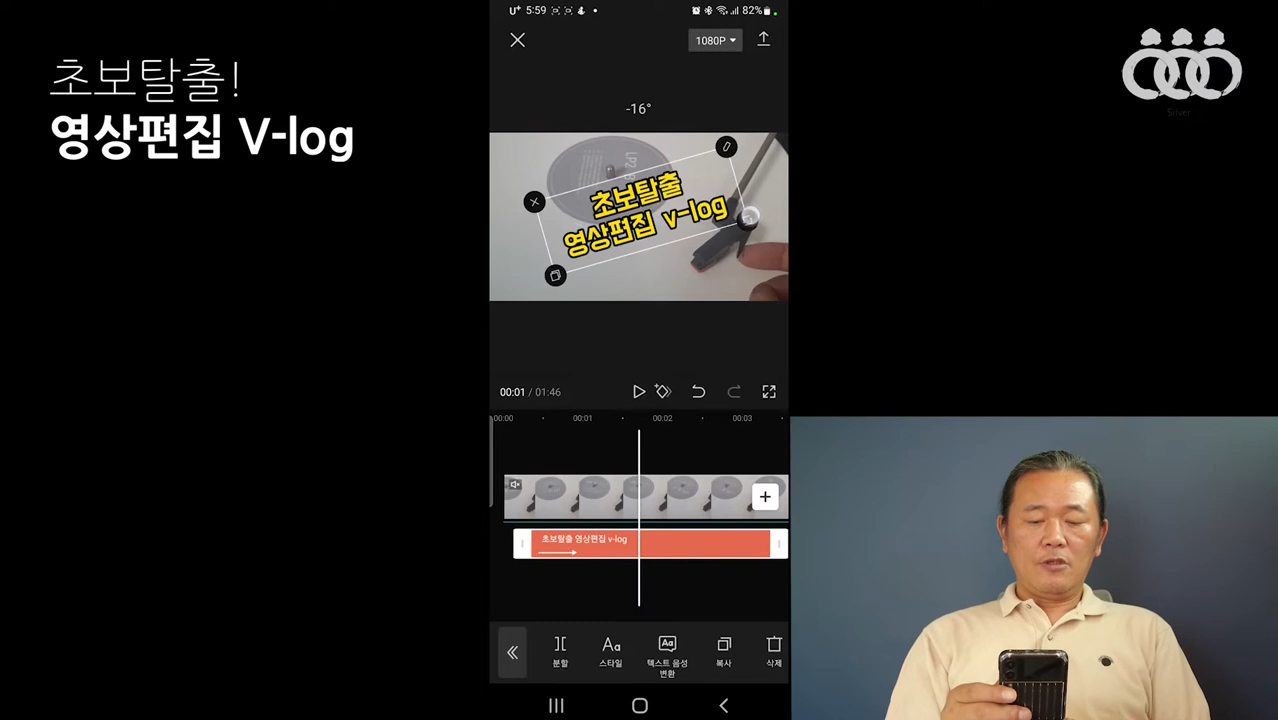 초보탈출!
영상편집 V-log
Silver
U+ 5:59
82%
1080P
-16°
LP2
초보탈출
영상편집 v-log
00:01 / 01:46
00:00 00:01 00:02 00:03
초보탈출 영상편집 v-log
분할
스타일
텍스트 음성
변환
복사
삭제